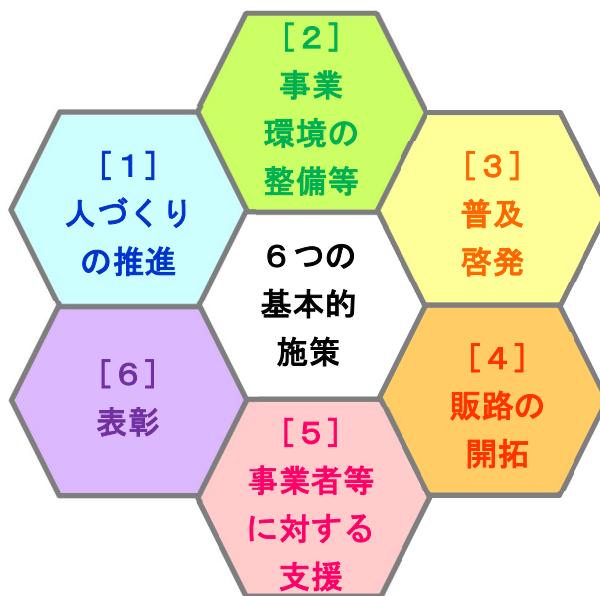 ［１］
人づくり
の推進
［２］
事業
環境の
整備等
［３］
普及
啓発
６つの
基本的
施策
［４］
販路の
開拓
［５］
事業者等
に対する
支援
［６］
表彰